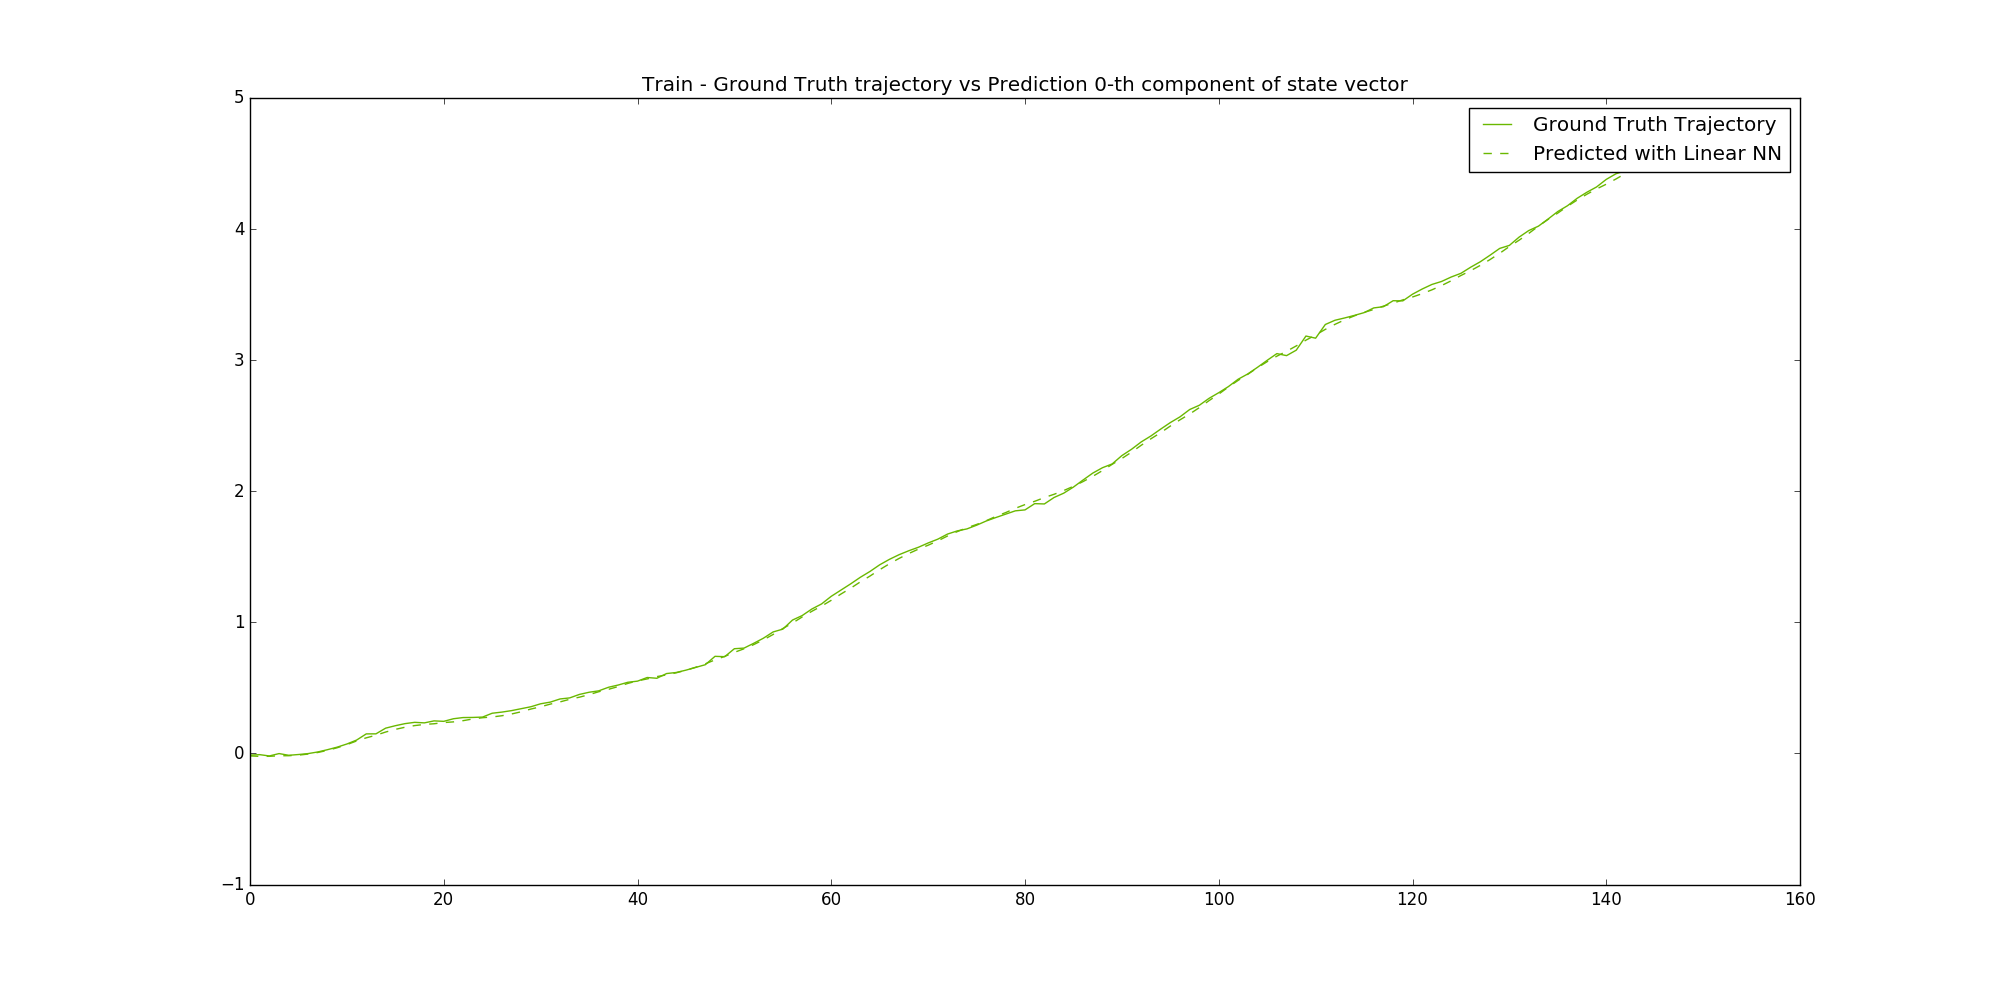 Train - Ground Truth trajectory vs Prediction 0-th component of state vector
5
Ground Truth Trajectory
Predicted with Linear NN
4
3
2
1
0
−1
0 20 40 60 80 100 120 140 160